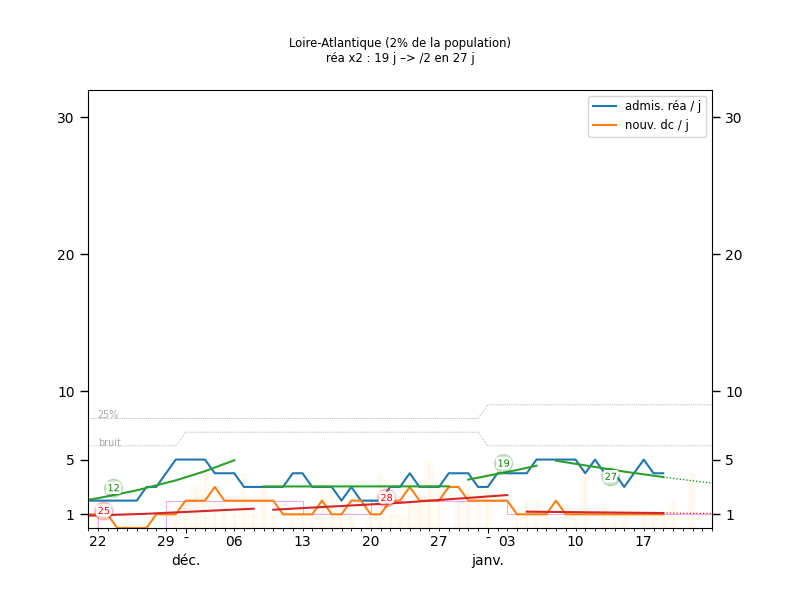 Loire-Atlantique (2% de la population)
réa x2 : 19 j –> /2 en 27 j
admis. réa / j
nouv. dc / j
30 30
20 20
10 10
25%
bruit
5 5
19
27
12
28
25
1 1
22 29 - 06 13 20 27 - 03 10 17
déc. janv.